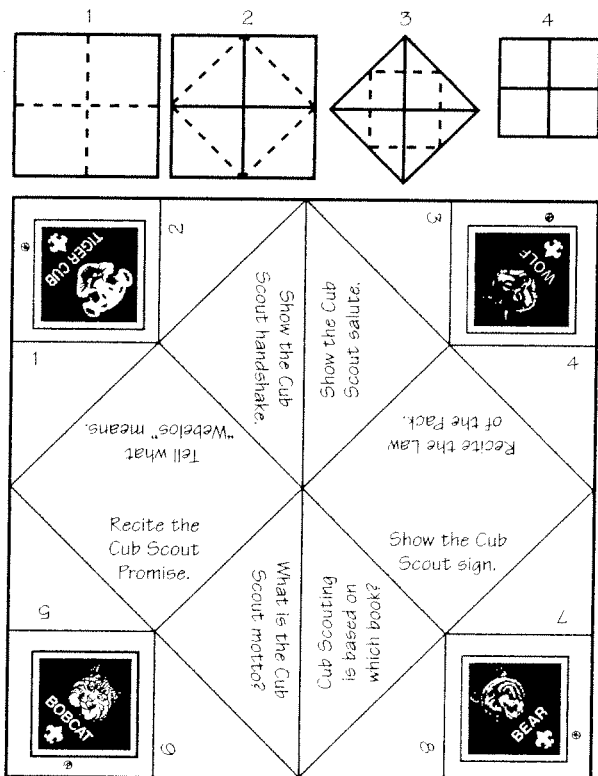 1
2
3
4
TIGER CUB
2
3
WOLF
1
Show the Cub
Scout handshake.
Show the Cub
Scout salute.
4
Tell what
"Webelos" means.
Recite the Law
of the Pack.
Recite the
Cub Scout
Promise.
Show the Cub
Scout sign.
5
What is the Cub
Scout motto?
Cub Scouting
is based on
which book?
7
BOBCAT
6
8
BEAR